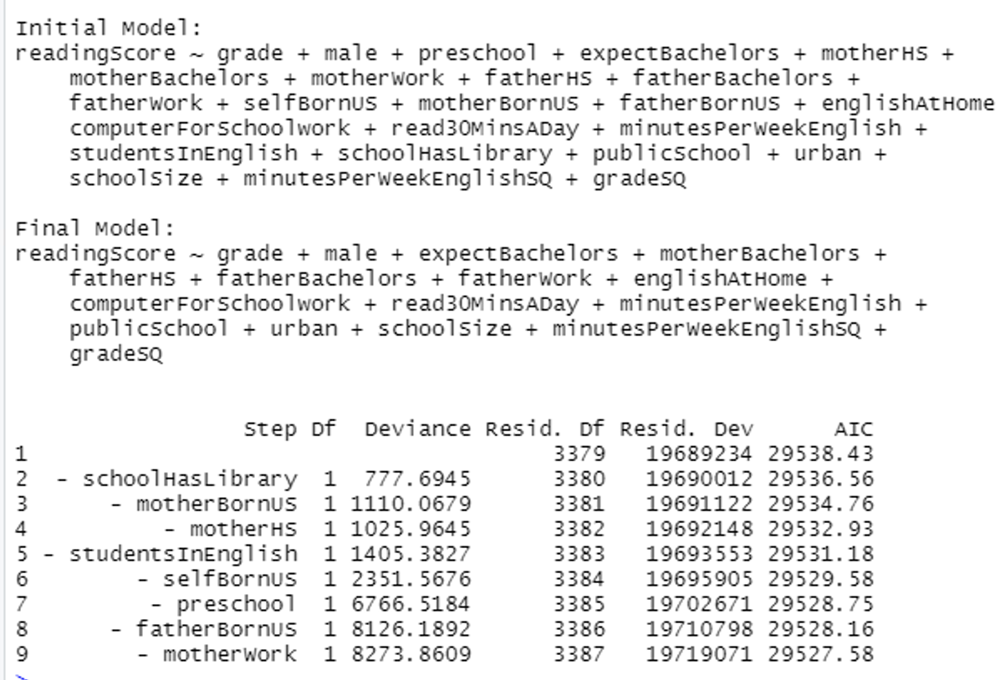 Initial Model:
readingScore ~ grade + male + preschool + expectBachelors + motherHS +
    motherBachelors + motherWork + fatherHS + fatherBachelors +
    fatherWork + selfBornUS + motherBornUS + fatherBornUS + englishAtHome
    computerForSchoolwork + read30MinsADay + minutesPerWeekEnglish +
    studentsInEnglish + schoolHasLibrary + publicSchool + urban +
    schoolSize + minutesPerWeekEnglishSQ + gradeSQ

Final Model:
readingScore ~ grade + male + expectBachelors + motherBachelors +
    fatherHS + fatherBachelors + fatherWork + englishAtHome +
    computerForSchoolwork + read30MinsADay + minutesPerWeekEnglish +
    publicSchool + urban + schoolSize + minutesPerWeekEnglishSQ +
    gradeSQ

                 Step Df  Deviance Resid. Df Resid. Dev      AIC
1                                       3379   19689234 29538.43
2  - schoolHasLibrary  1  777.6945      3380   19690012 29536.56
3      - motherBornUS  1 1110.0679      3381   19691122 29534.76
4          - motherHS  1 1025.9645      3382   19692148 29532.93
5 - studentsInEnglish  1 1405.3827      3383   19693553 29531.18
6        - selfBornUS  1 2351.5676      3384   19695905 29529.58
7         - preschool  1 6766.5184      3385   19702671 29528.75
8      - fatherBornUS  1 8126.1892      3386   19710798 29528.16
9        - motherWork  1 8273.8609      3387   19719071 29527.58